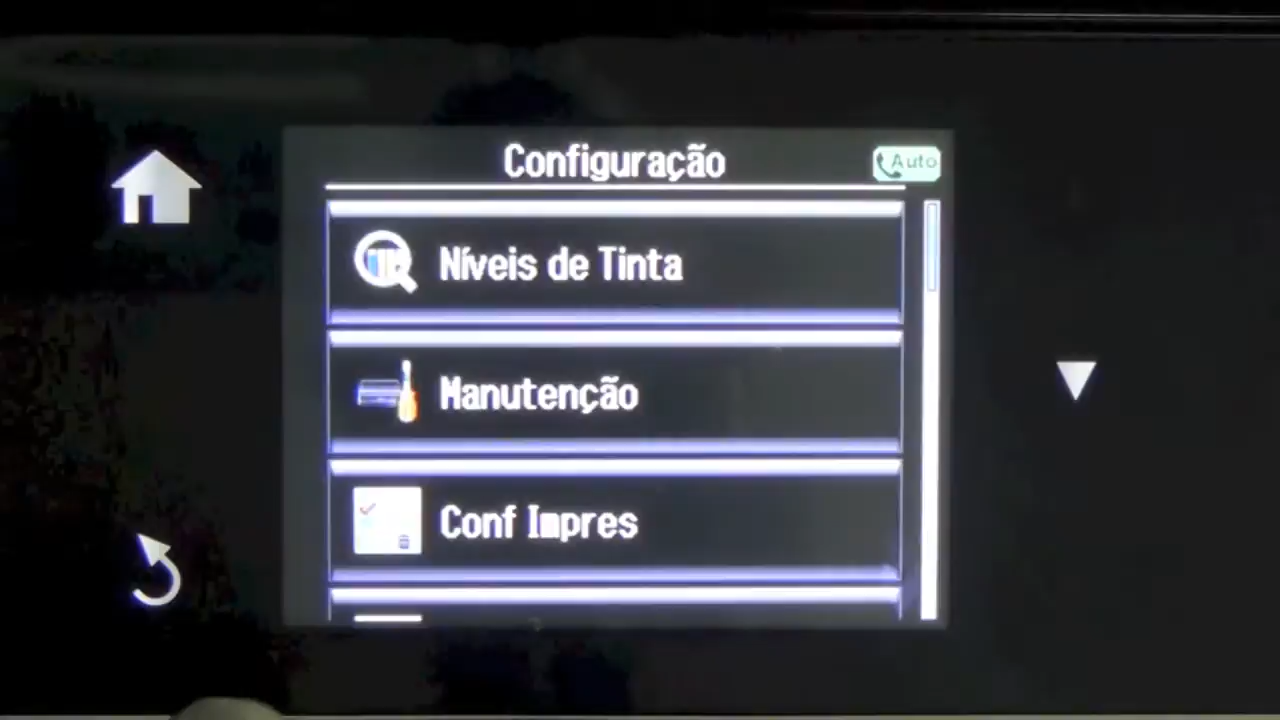 Configuração
Auto
Níveis de Tinta
Manutenção
Conf Impres